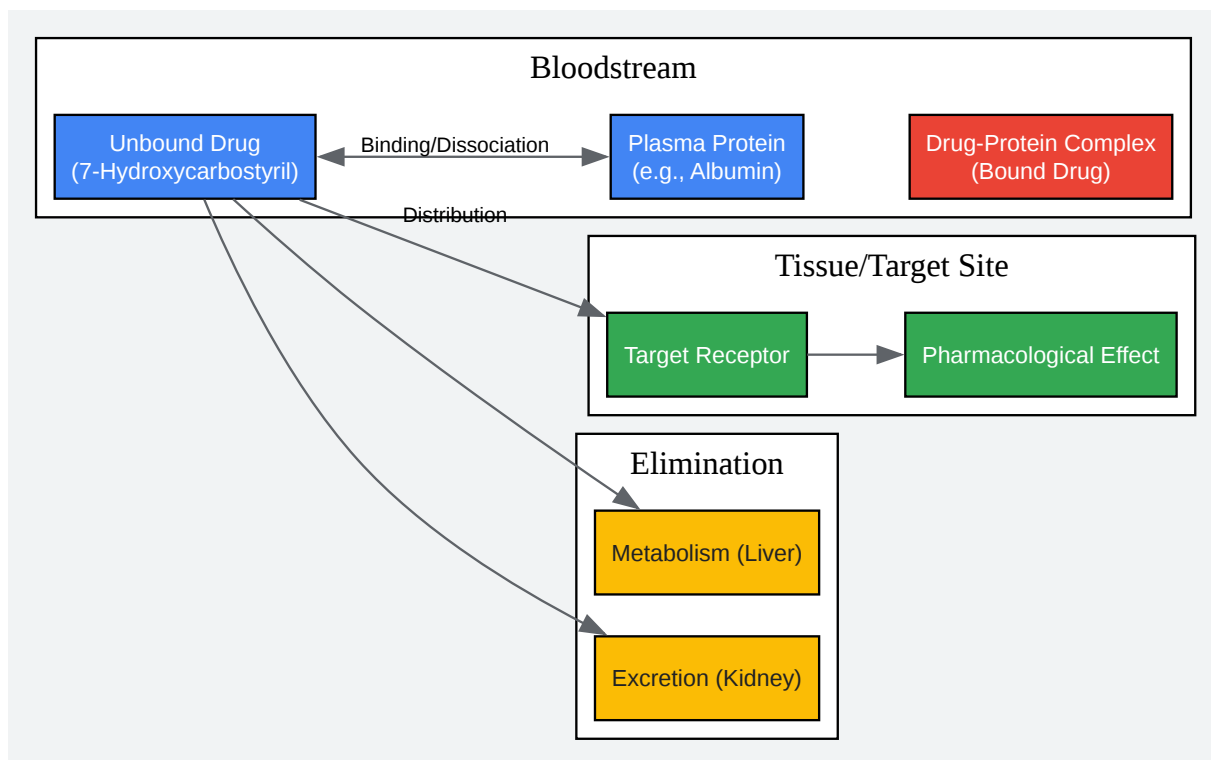 Bloodstream
Unbound Drug
(7-Hydroxycarbostyril)
Binding/Dissociation
Plasma Protein
(e.g., Albumin)
Drug-Protein Complex
(Bound Drug)
Distribution
Tissue/Target Site
Target Receptor
Pharmacological Effect
Elimination
Metabolism (Liver)
Excretion (Kidney)